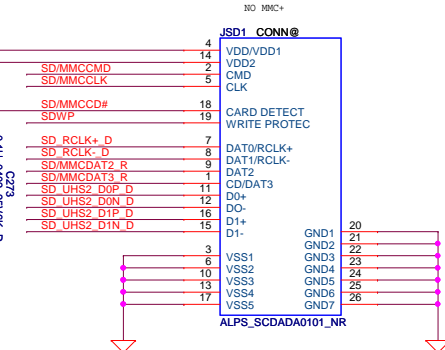 NO MMC+
JSD1 CONN@
4 VDD/VDD1
14 VDD2
SD/MMCCMD 2 CMD
SD/MMCCLK 5 CLK
SD/MMCCD# 18 CARD DETECT
SDWP 19 WRITE PROTEC
SD_RCLK+_D 7 DAT0/RCLK+
SD_RCLK-_D 8 DAT1/RCLK-
SD/MMCDAT2_R 9 DAT2
SD/MMCDAT3_R 1 CD/DAT3
SD_UHS2_D0P_D 11 D0+
SD_UHS2_D0N_D 12 DO-
SD_UHS2_D1P_D 16 D1+
SD_UHS2_D1N_D 15 D1-
GND1 20
GND2 21
3 VSS1 GND3 22
6 VSS2 GND4 23
10 VSS3 GND5 24
13 VSS4 GND6 25
17 VSS5 GND7 26
ALPS_SCDADA0101_NR
C273